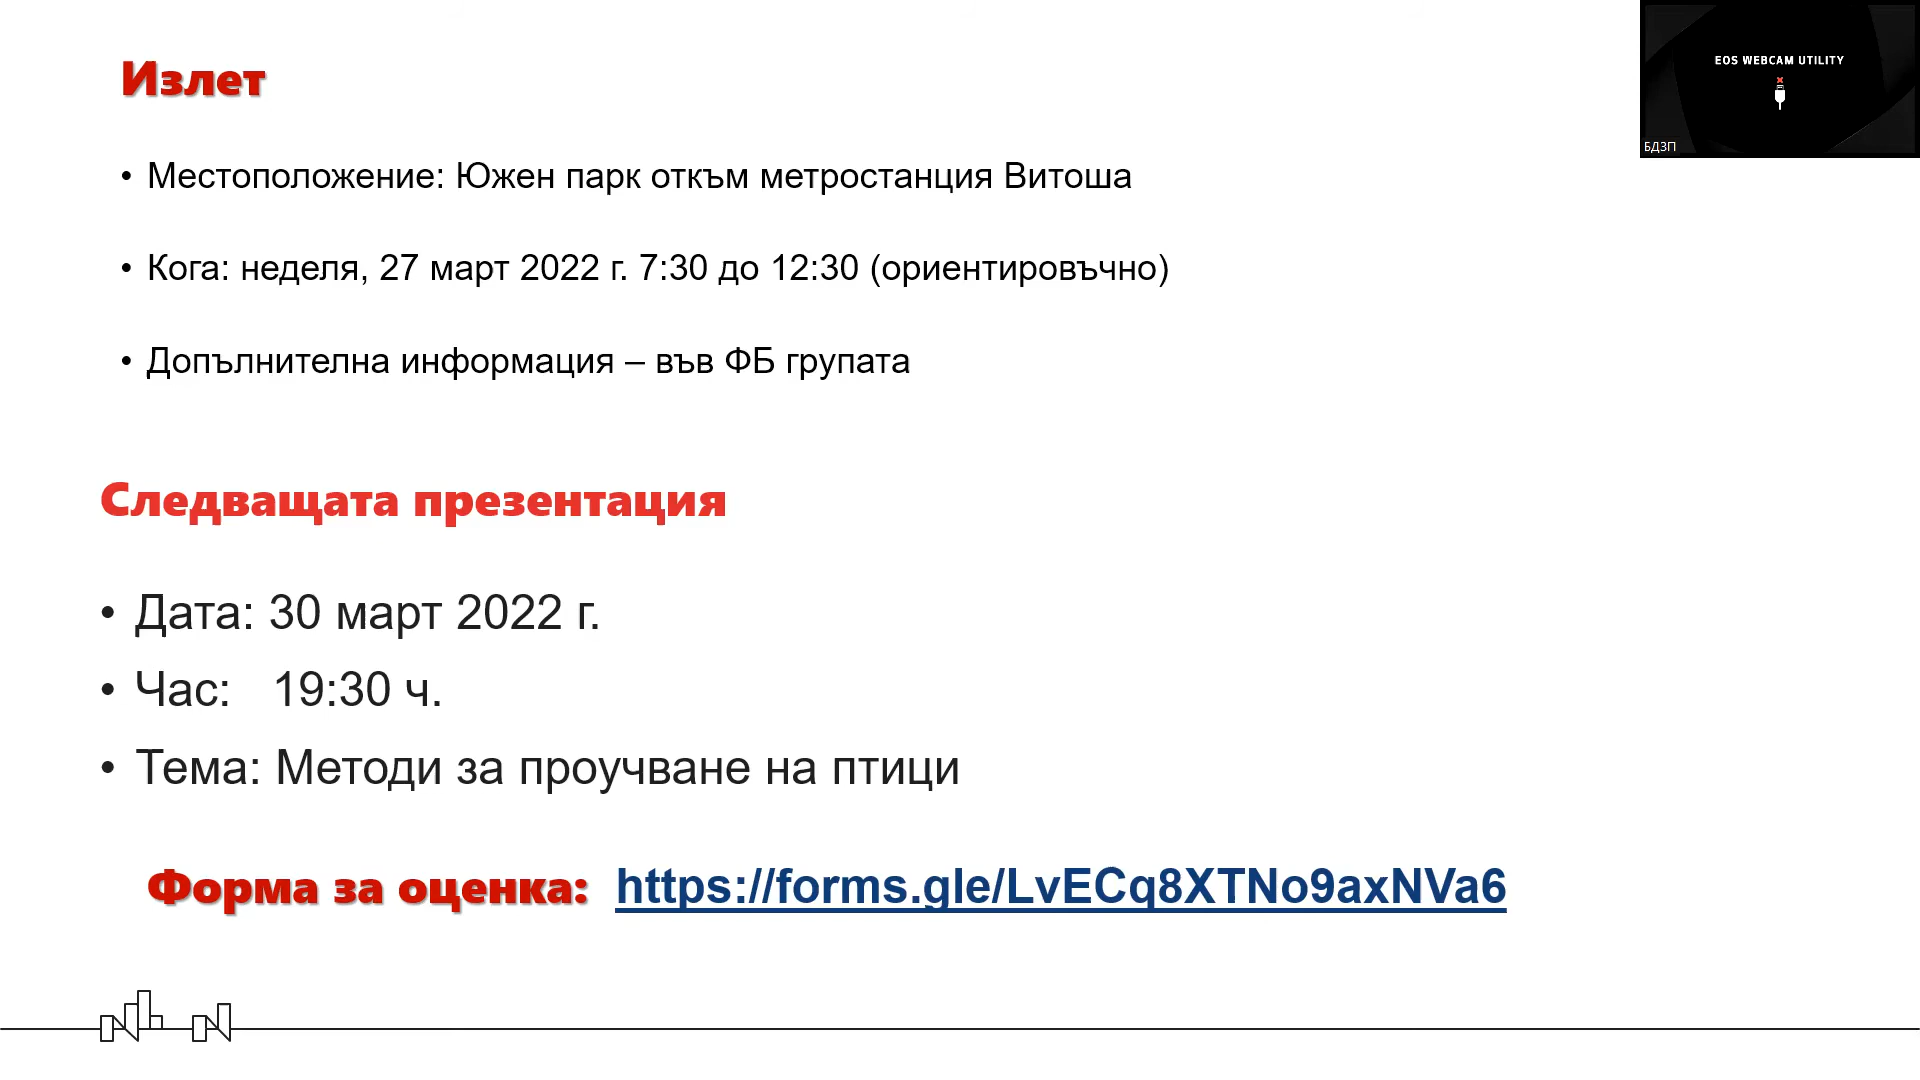 Излет
EOS WEBCAM UTILITY
БДЗП
• Местоположение: Южен парк откъм метростанция Витоша
• Кога: неделя, 27 март 2022 г. 7:30 до 12:30 (ориентировъчно)
• Допълнителна информация – във ФБ групата
Следващата презентация
• Дата: 30 март 2022 г.
• Час: 19:30 ч.
• Тема: Методи за проучване на птици
Форма за оценка: https://forms.gle/LvECq8XTNo9axNVa6